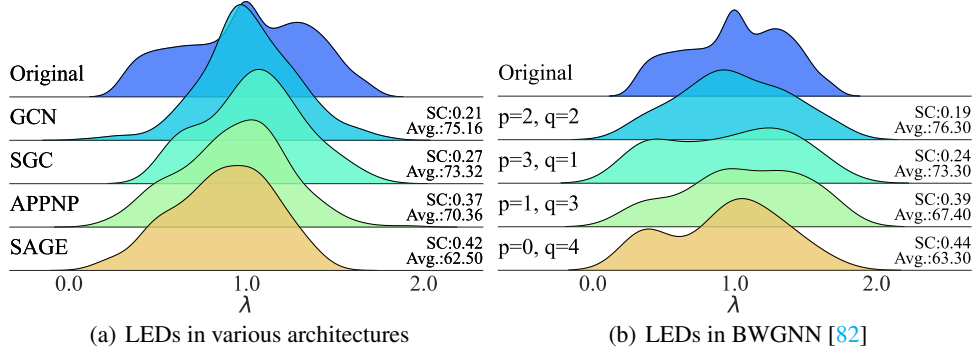 Original
GCN
SC:0.21
Avg.:75.16
SGC
SC:0.27
Avg.:73.32
APPNP
SC:0.37
Avg.:70.36
SAGE
SC:0.42
Avg.:62.50
0.0 1.0 2.0
λ
(a) LEDs in various architectures
Original
p=2, q=2
SC:0.19
Avg.:76.30
p=3, q=1
SC:0.24
Avg.:73.30
p=1, q=3
SC:0.39
Avg.:67.40
p=0, q=4
SC:0.44
Avg.:63.30
0.0 1.0 2.0
λ
(b) LEDs in BWGNN [82]